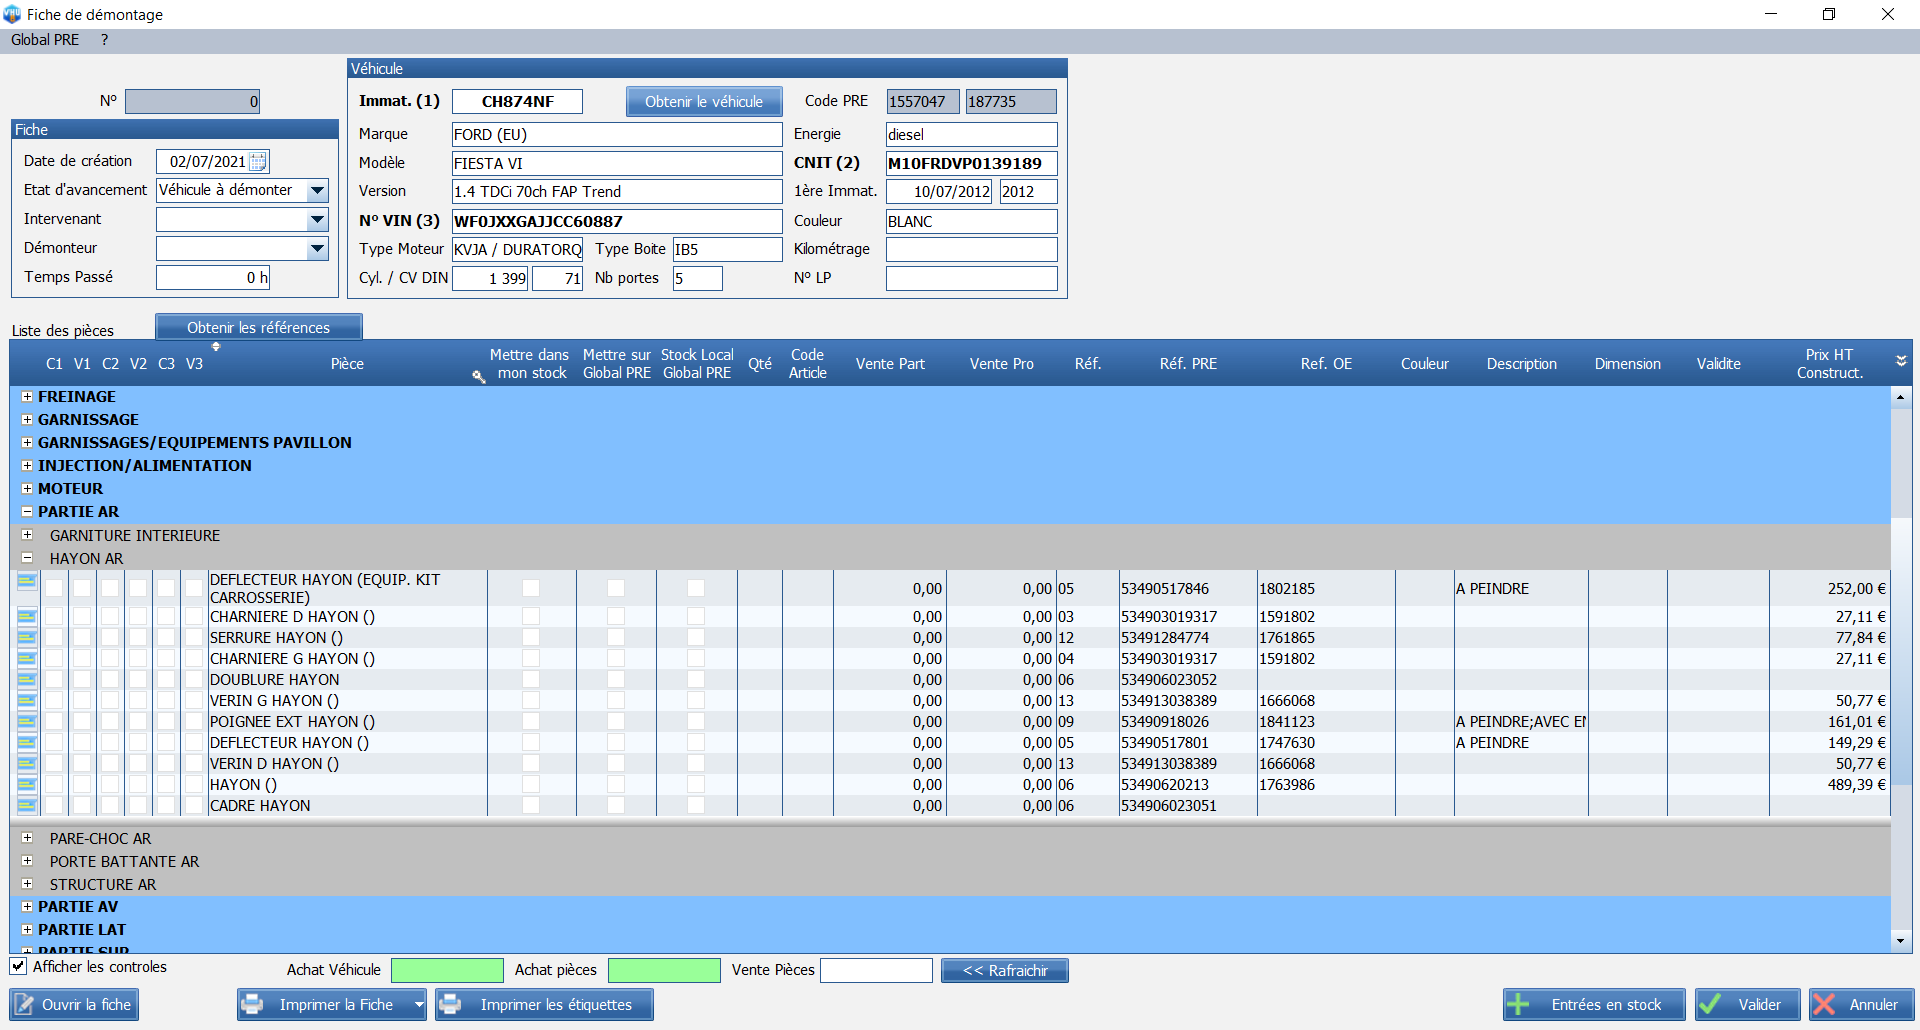 Fiche de démontage
Global PRE ?
Nº 0
Fiche
Date de création 02/07/2021
Etat d'avancement Véhicule à démonter
Intervenant
Démonteur
Temps Passé 0 h
Véhicule
Immat. (1) CH874NF Obtenir le véhicule Code PRE 1557047 187735
Marque FORD (EU) Energie diesel
Modèle FIESTA VI CNIT (2) M10FRDVP0139189
Version 1.4 TDCi 70ch FAP Trend 1ère Immat. 10/07/2012 2012
Nº VIN (3) WF0JXXGAJJCC60887 Couleur BLANC
Type Moteur KVJA / DURATORQ Type Boite IB5 Kilométrage
Cyl. / CV DIN 1 399 71 Nb portes 5 Nº LP
Liste des pièces Obtenir les références
C1 V1 C2 V2 C3 V3 Pièce Mettre dans mon stock Mettre sur Global PRE Stock Local Global PRE Qté Code Article Vente Part Vente Pro Réf. Réf. PRE Ref. OE Couleur Description Dimension Validite Prix HT Construct.
FREINAGE
GARNISSAGE
GARNISSAGES/EQUIPEMENTS PAVILLON
INJECTION/ALIMENTATION
MOTEUR
PARTIE AR
GARNITURE INTERIEURE
HAYON AR
DEFLECTEUR HAYON (EQUIP. KIT CARROSSERIE) 0,00 0,00 05 53490517846 1802185 A PEINDRE 252,00 €
CHARNIERE D HAYON () 0,00 0,00 03 534903019317 1591802 27,11 €
SERRURE HAYON () 0,00 0,00 12 53491284774 1761865 77,84 €
CHARNIERE G HAYON () 0,00 0,00 04 534903019317 1591802 27,11 €
DOUBLURE HAYON 0,00 0,00 06 534906023052
VERIN G HAYON () 0,00 0,00 13 534913038389 1666068 50,77 €
POIGNEE EXT HAYON () 0,00 0,00 09 53490918026 1841123 A PEINDRE;AVEC EN 161,01 €
DEFLECTEUR HAYON () 0,00 0,00 05 53490517801 1747630 A PEINDRE 149,29 €
VERIN D HAYON () 0,00 0,00 13 534913038389 1666068 50,77 €
HAYON () 0,00 0,00 06 53490620213 1763986 489,39 €
CADRE HAYON 0,00 0,00 06 534906023051
PARE-CHOC AR
PORTE BATTANTE AR
STRUCTURE AR
PARTIE AV
PARTIE LAT
PARTIE SUP
Afficher les controles Achat Véhicule Achat pièces Vente Pièces << Rafraichir
Ouvrir la fiche Imprimer la Fiche Imprimer les étiquettes Entrées en stock Valider Annuler